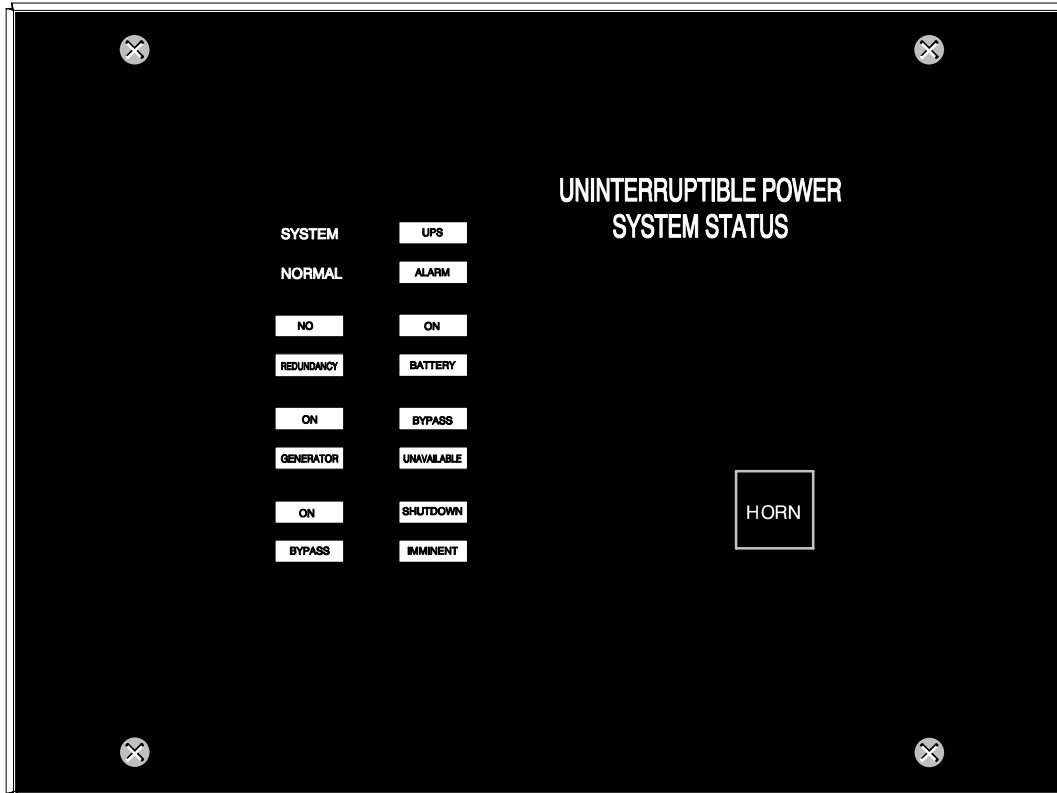 UNINTERRUPTIBLE POWER
SYSTEM STATUS
SYSTEM
NORMAL
UPS
ALARM
NO
REDUNDANCY
ON
BATTERY
ON
GENERATOR
BYPASS
UNAVAILABLE
ON
BYPASS
SHUTDOWN
IMMINENT
HORN